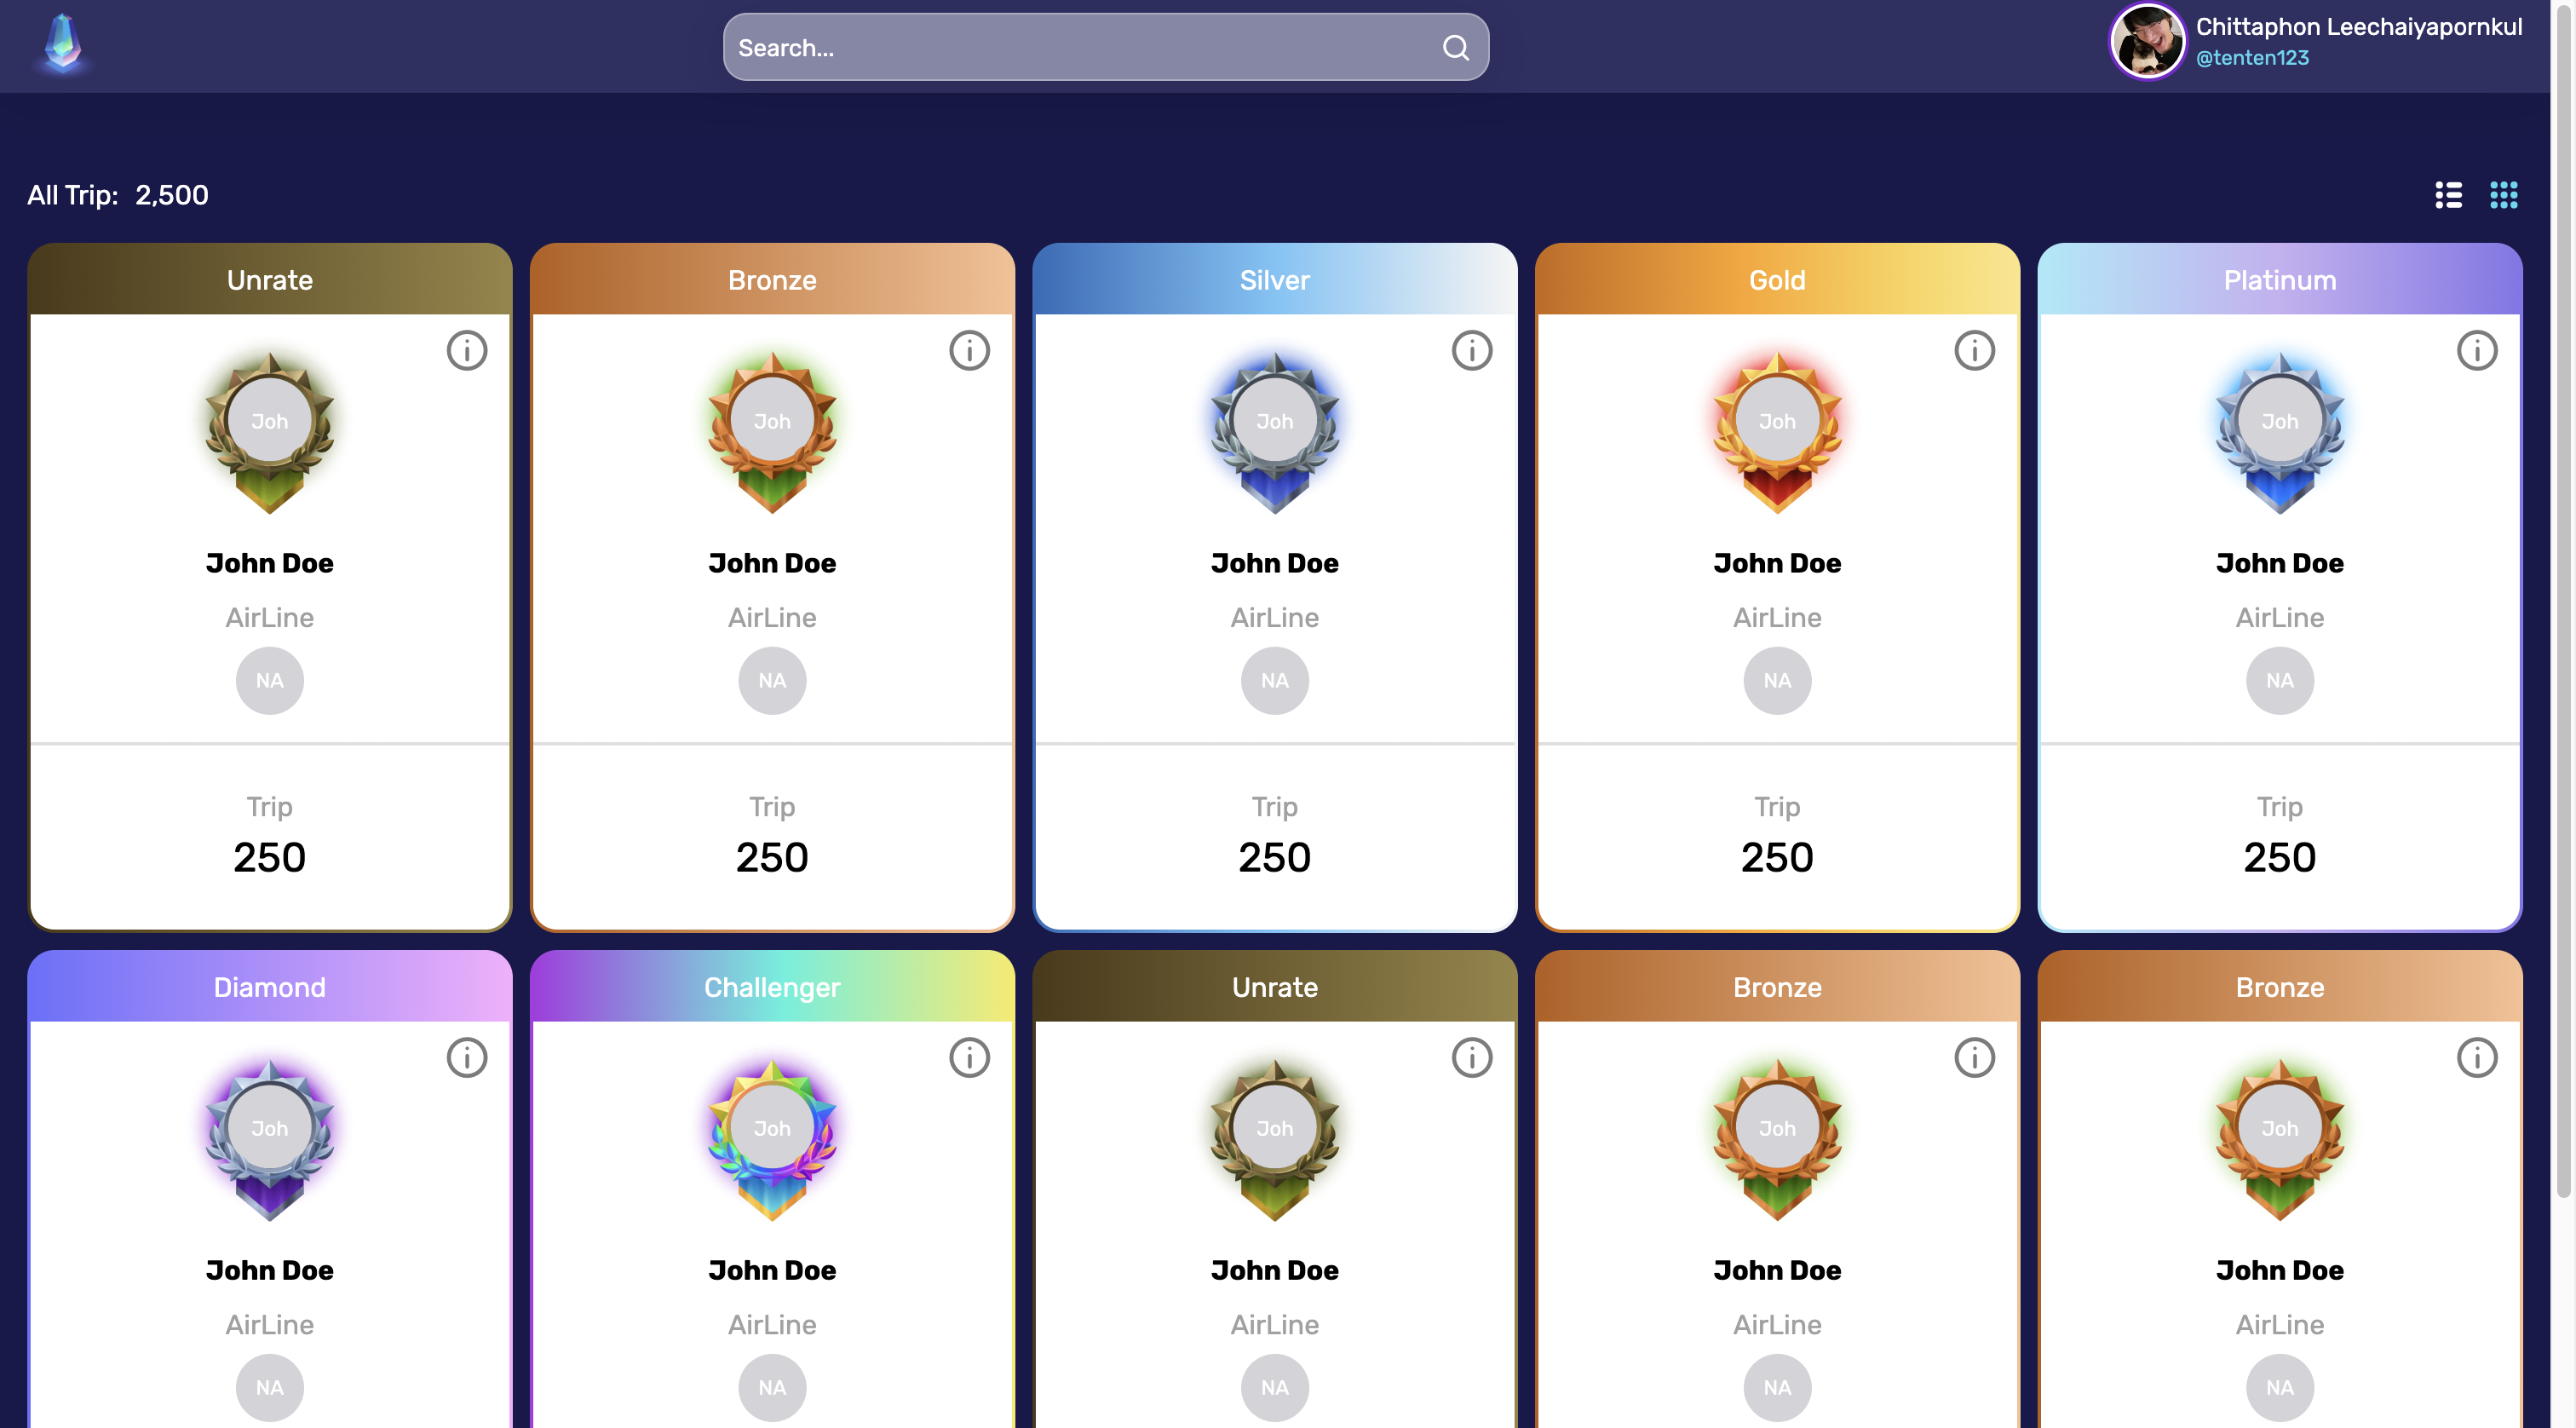 Search...
Chittaphon Leechaiyapornkul
@tenten123
All Trip: 2,500
Unrate
Joh
John Doe
AirLine
NA
Trip
250
Bronze
Joh
John Doe
AirLine
NA
Trip
250
Silver
Joh
John Doe
AirLine
NA
Trip
250
Gold
Joh
John Doe
AirLine
NA
Trip
250
Platinum
Joh
John Doe
AirLine
NA
Trip
250
Diamond
Joh
John Doe
AirLine
NA
Challenger
Joh
John Doe
AirLine
NA
Unrate
Joh
John Doe
AirLine
NA
Bronze
Joh
John Doe
AirLine
NA
Bronze
Joh
John Doe
AirLine
NA